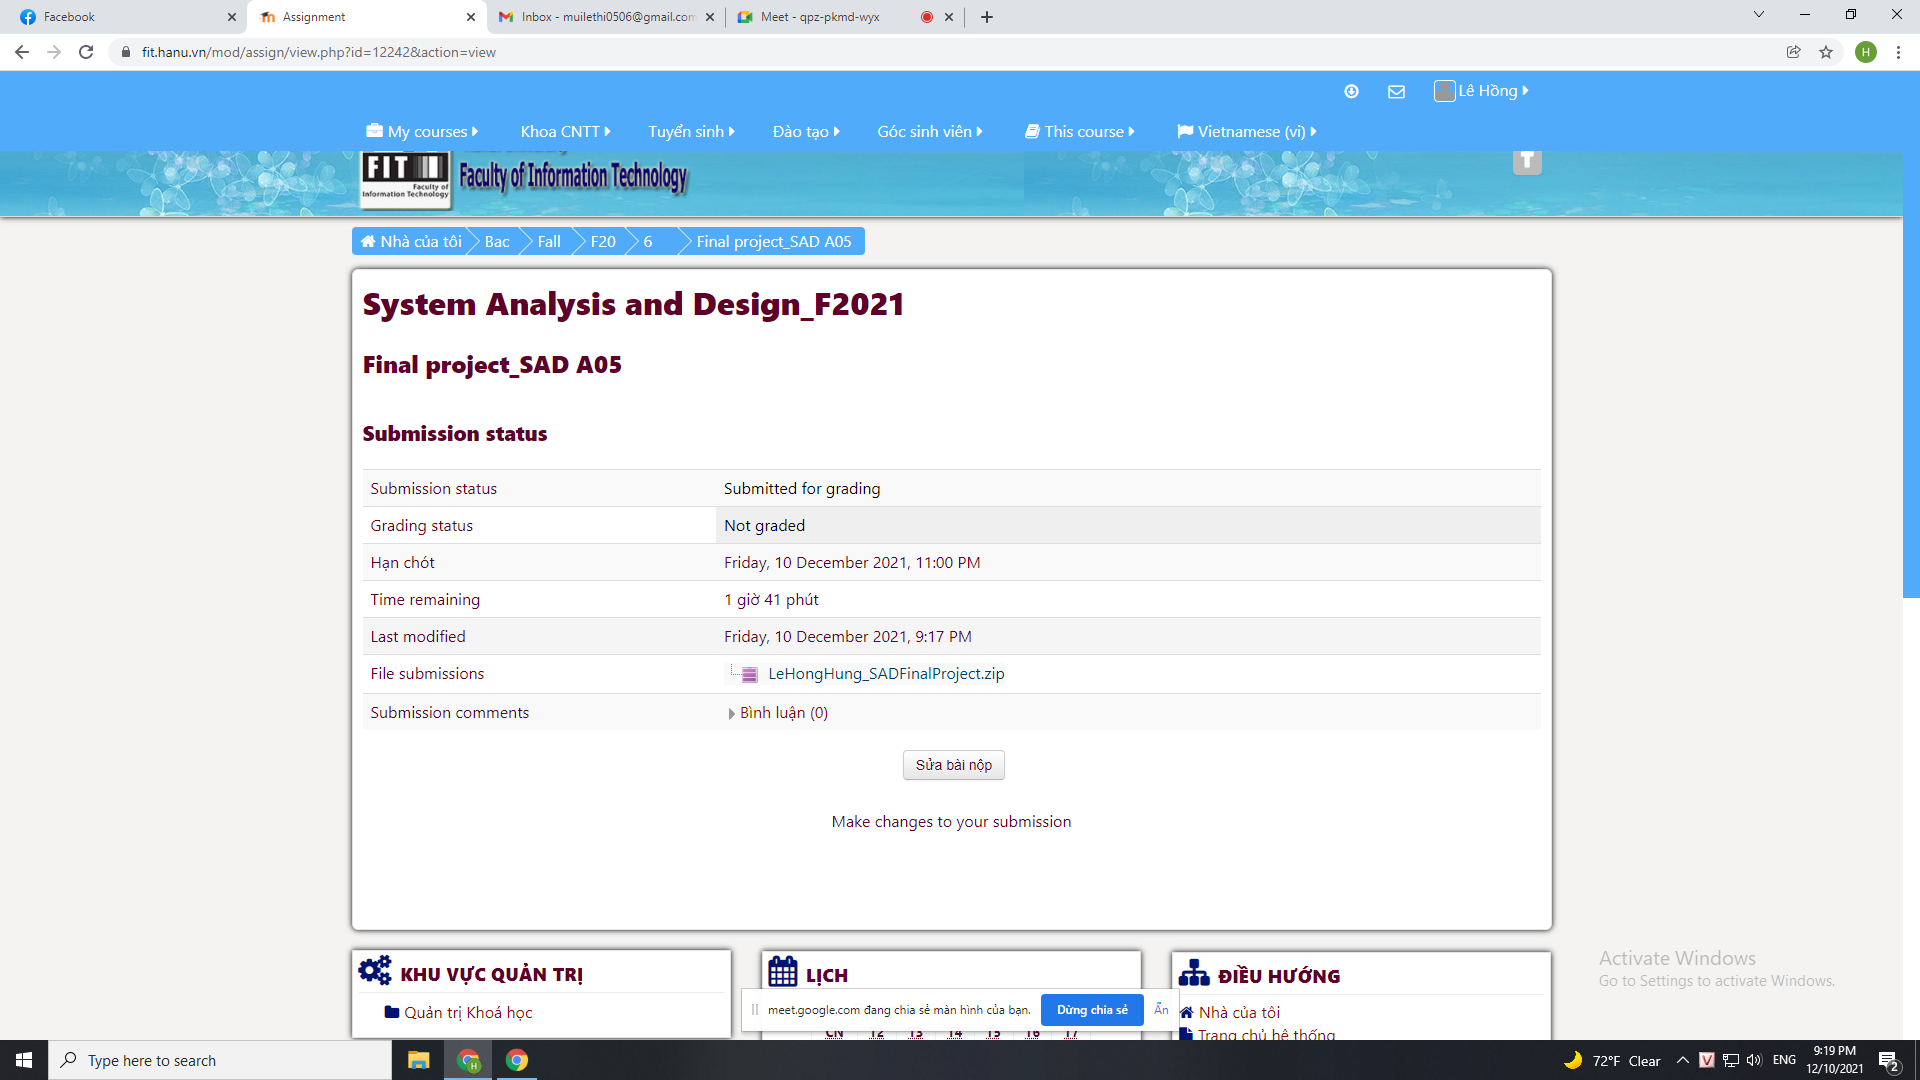 Facebook
Assignment
Inbox - muilethi0506@gmail.com
Meet - qpz-pkmd-wyx
fit.hanu.vn/mod/assign/view.php?id=12242&action=view
H
Lê Hồng
My courses
Khoa CNTT
Tuyển sinh
Đào tạo
Góc sinh viên
This course
Vietnamese (vi)
FIT
Faculty of
Information Technology
Faculty of Information Technology
Nhà của tôi
Bac
Fall
F20
6
Final project_SAD A05
System Analysis and Design_F2021
Final project_SAD A05
Submission status
Submission status
Submitted for grading
Grading status
Not graded
Hạn chót
Friday, 10 December 2021, 11:00 PM
Time remaining
1 giờ 41 phút
Last modified
Friday, 10 December 2021, 9:17 PM
File submissions
LeHongHung_SADFinalProject.zip
Submission comments
Bình luận (0)
Sửa bài nộp
Make changes to your submission
Activate Windows
Go to Settings to activate Windows.
KHU VỰC QUẢN TRỊ
Quản trị Khoá học
LỊCH
CN T2 T3 T4 T5 T6 T7
ĐIỀU HƯỚNG
Nhà của tôi
Trang chủ hệ thống
meet.google.com đang chia sẻ màn hình của bạn.
Dừng chia sẻ
Ẩn
Type here to search
72°F Clear
ENG
9:19 PM
12/10/2021
2